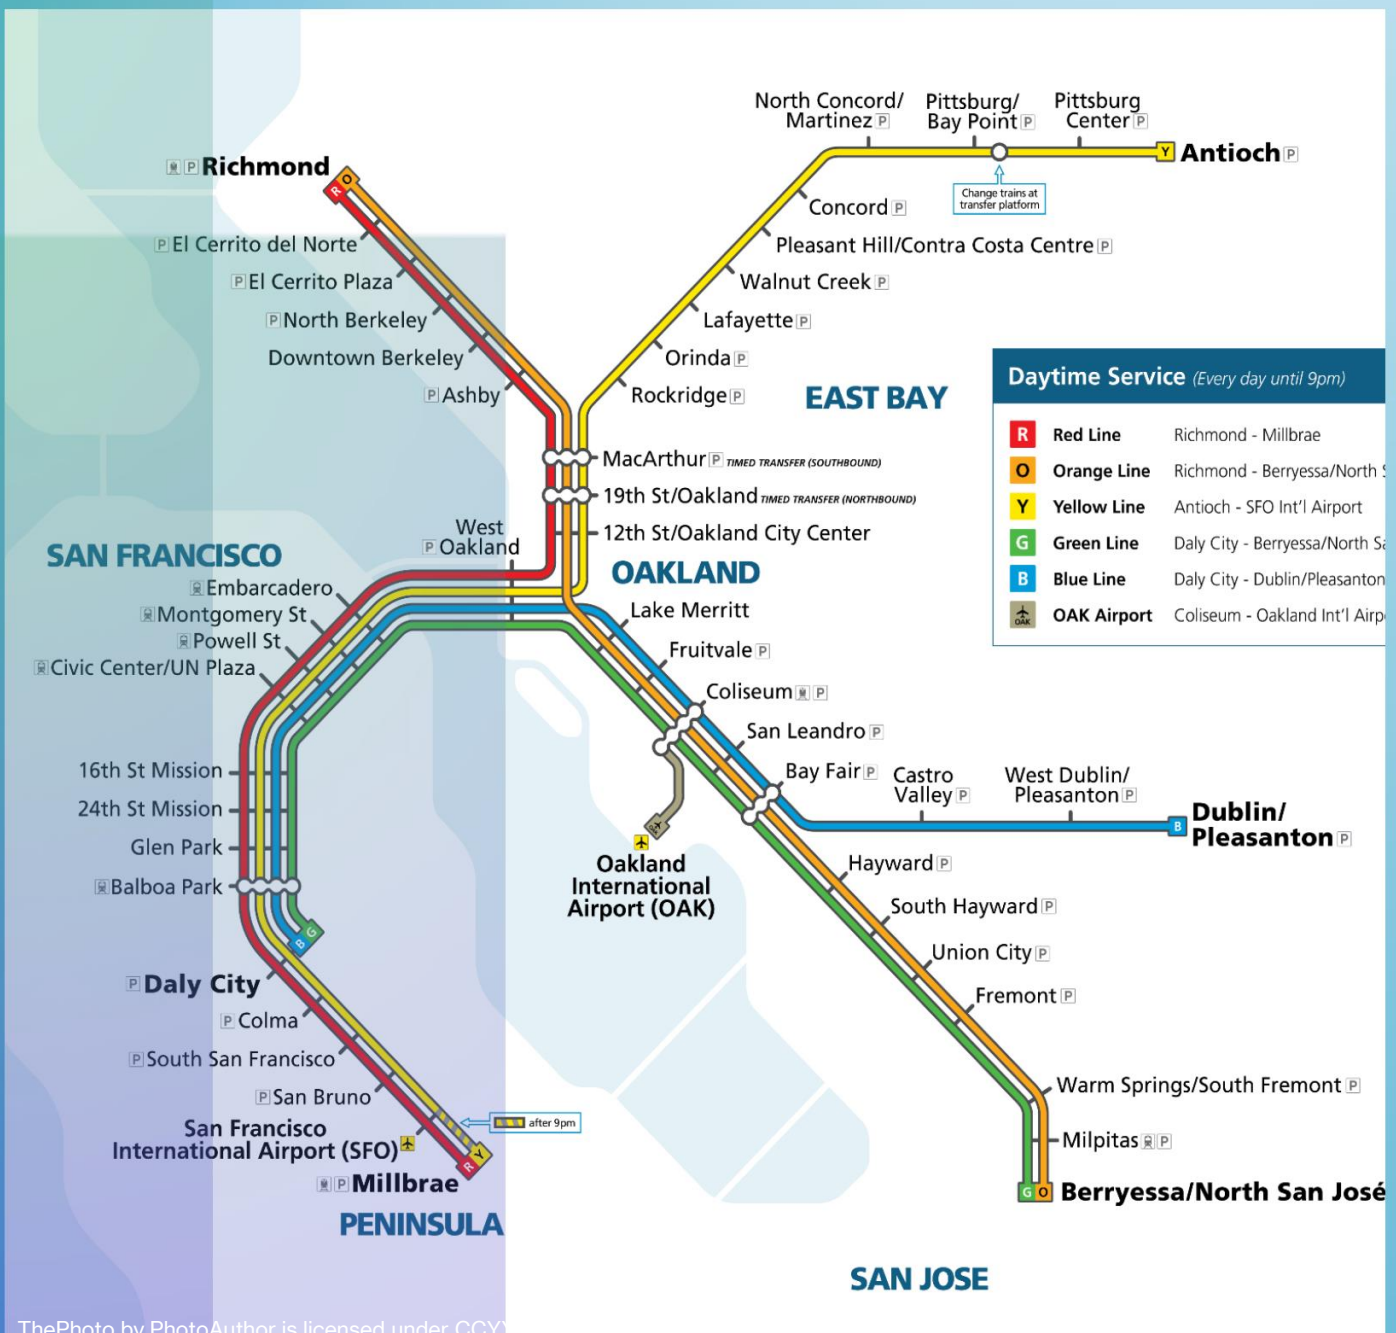 North Concord/
Martinez P
Pittsburg/
Bay Point P
Pittsburg
Center P
Y Antioch P
Change trains at
transfer platform
P Richmond
R O
P El Cerrito del Norte
P El Cerrito Plaza
P North Berkeley
Downtown Berkeley
P Ashby
Concord P
Pleasant Hill/Contra Costa Centre P
Walnut Creek P
Lafayette P
Orinda P
Rockridge P
EAST BAY
MacArthur P TIMED TRANSFER (SOUTHBOUND)
19th St/Oakland TIMED TRANSFER (NORTHBOUND)
12th St/Oakland City Center
OAKLAND
West
P Oakland
SAN FRANCISCO
Embarcadero
Montgomery St
Powell St
Civic Center/UN Plaza
16th St Mission
24th St Mission
Glen Park
Balboa Park
B G
P Daly City
P Colma
P South San Francisco
P San Bruno
San Francisco
International Airport (SFO)
after 9pm
R Y
P Millbrae
PENINSULA
Lake Merritt
Fruitvale P
Coliseum P
San Leandro P
Bay Fair P
Castro
Valley P
West Dublin/
Pleasanton P
B Dublin/
Pleasanton P
Oakland
International
Airport (OAK)
Hayward P
South Hayward P
Union City P
Fremont P
Warm Springs/South Fremont P
Milpitas P
G O Berryessa/North San José
SAN JOSE
Daytime Service (Every day until 9pm)
R Red Line Richmond - Millbrae
O Orange Line Richmond - Berryessa/North
Y Yellow Line Antioch - SFO Int'l Airport
G Green Line Daly City - Berryessa/North
B Blue Line Daly City - Dublin/Pleasanton
OAK OAK Airport Coliseum - Oakland Int'l
ThePhoto by PhotoAuthor is licensed under